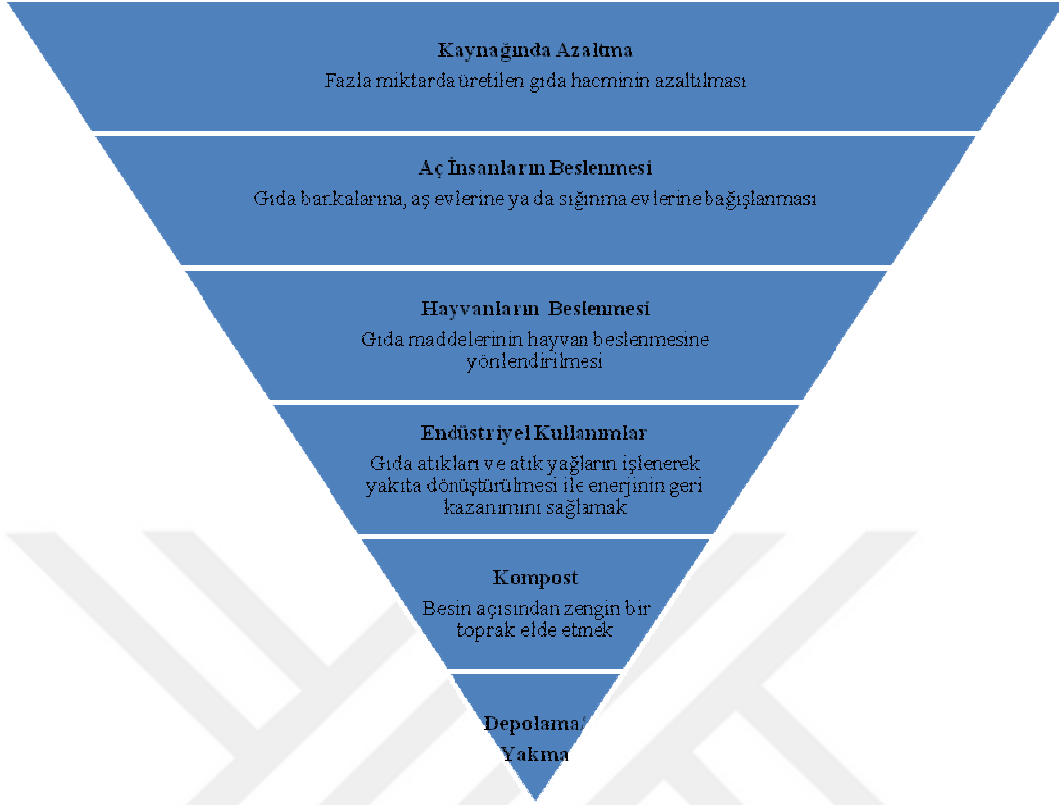 Kaynağında Azaltma
Fazla miktarda üretilen gıda hacminin azaltılması
Aç İnsanların Beslenmesi
Gıda bankalarına, aş evlerine ya da sığınma evlerine bağışlanması
Hayvanların Beslenmesi
Gıda maddelerinin hayvan beslenmesine
yönlendirilmesi
Endüstriyel Kullanımlar
Gıda atıkları ve atık yağların işlenerek
yakıta dönüştürülmesi ile enerjinin geri
kazanımını sağlamak
Kompost
Besin açısından zengin bir
toprak elde etmek
Depolama/
Yakma